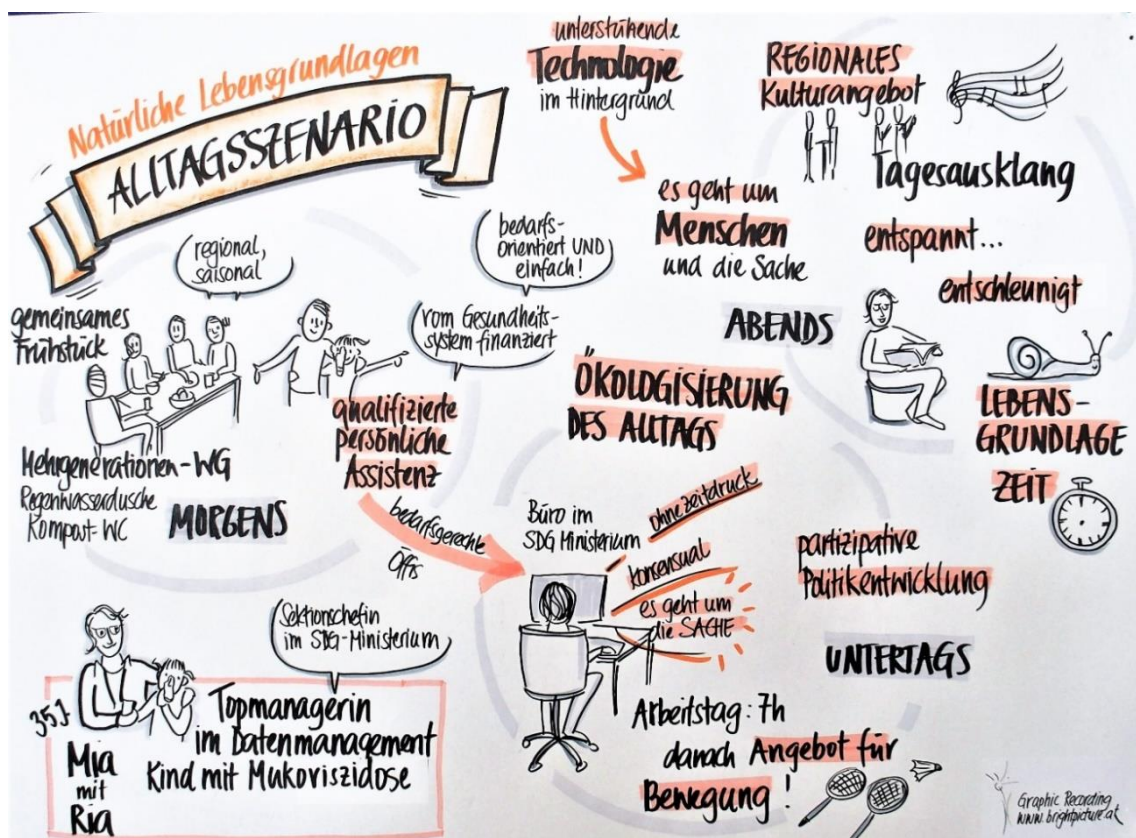 Natürliche Lebensgrundlagen
ALLTAGSSZENARIO
unterstühende
Technologie
im Hintergrund
es geht um
Menschen
und die Sache
REGIONALES
Kulturangebot
Tagesausklang
entspannt...
entschleunigt
ABENDS
LEBENS-
GRUNDLAGE
ZEIT
regional,
saisonal
gemeinsames
Frühstück
Mehrgenerationen-WG
Regenwasserdusche
Kompost-WC
MORGENS
bedarfs-
orientiert UND
einfach!
vom Gesundheits-
system finanziert
qualifizierte
persönliche
Assistenz
bedarfsgerechte
Öffis
ÖKOLOGISIERUNG
DES ALLTAGS
Büro im
SDG Ministerium
ohne Zeitdruck
konsensual
es geht um
die SACHE
partizipative
Politikentwicklung
UNTERTAGS
Arbeitstag: 7h
danach Angebot für
Bewegung!
Sektionschefin
im SDG-Ministerium
35J.
Mia
mit
Ria
Topmanagerin
im Datenmanagement
Kind mit Mukoviszidose
Graphic Recording
www.brightpicture.at